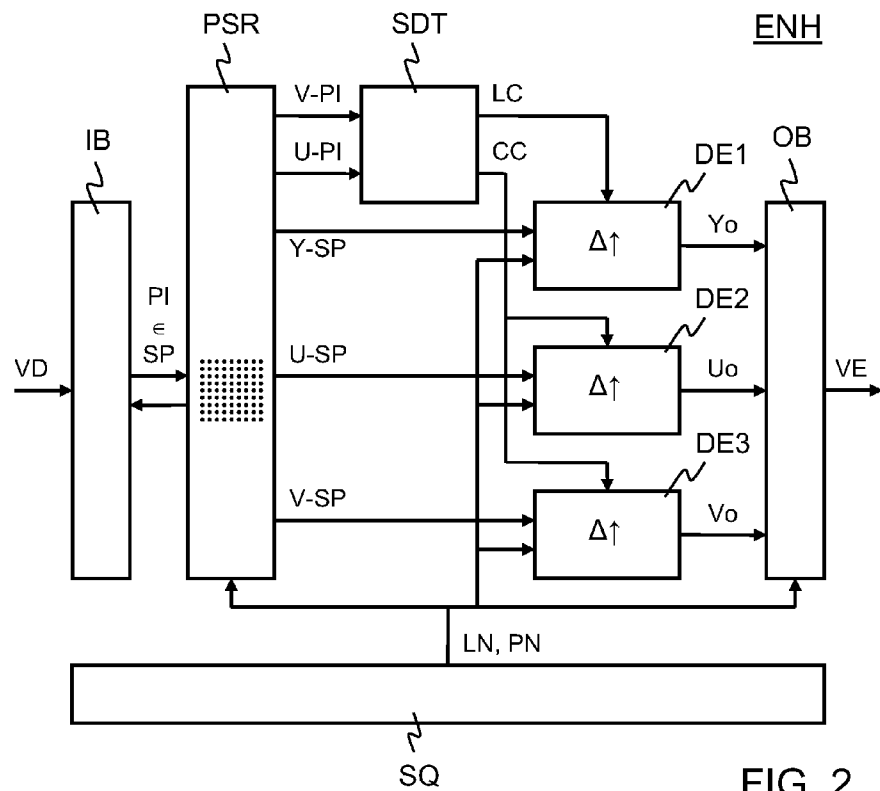 PSR
SDT
ENH
IB
V-PI
LC
U-PI
CC
DE1
OB
Y-SP
Δ↑
Yo
PI
∈
SP
DE2
VD
U-SP
Δ↑
Uo
VE
DE3
V-SP
Δ↑
Vo
LN, PN
SQ
FIG. 2